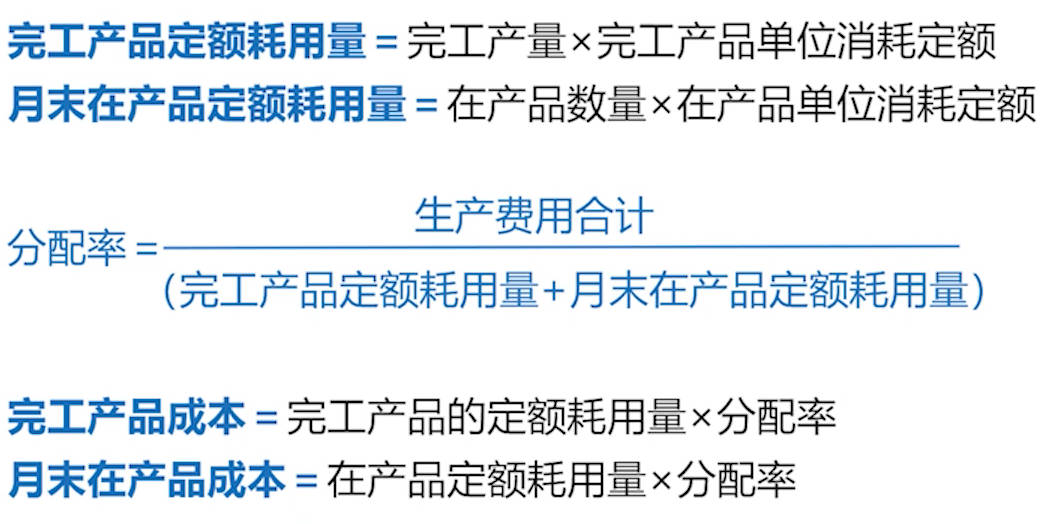 完工产品定额耗用量 = 完工产量×完工产品单位消耗定额
月末在产品定额耗用量 = 在产品数量×在产品单位消耗定额
生产费用合计
分配率 =
（完工产品定额耗用量+月末在产品定额耗用量）
完工产品成本 = 完工产品的定额耗用量×分配率
月末在产品成本 = 在产品定额耗用量×分配率